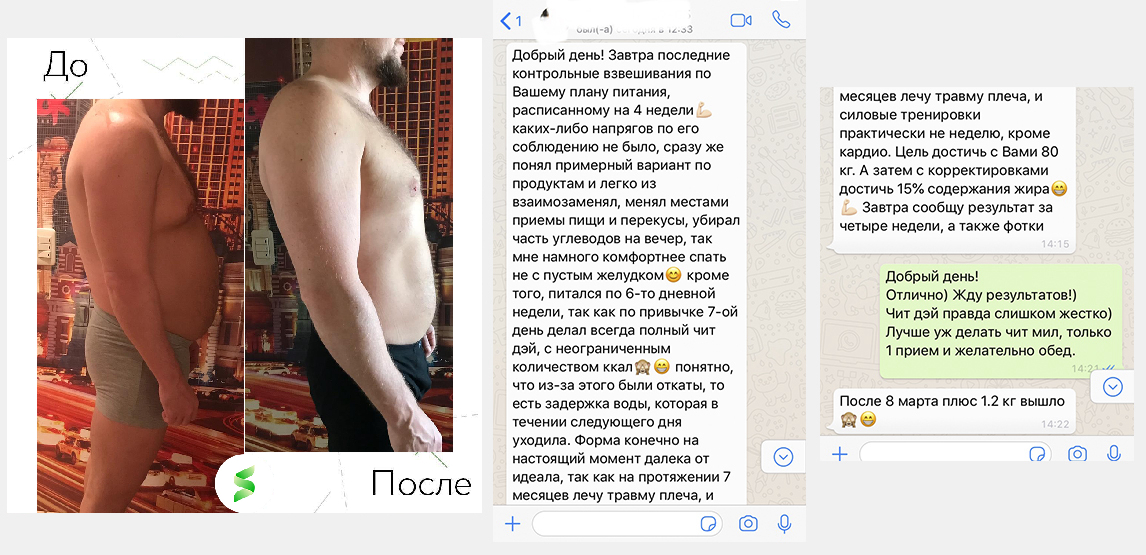 До
После
1
был(-а) сегодня в 12:33
Добрый день! Завтра последние
контрольные взвешивания по
Вашему плану питания,
расписанному на 4 недели💪🏻
каких-либо напрягов по его
соблюдению не было, сразу же
понял примерный вариант по
продуктам и легко из
взаимозаменял, менял местами
приемы пищи и перекусы, убирал
часть углеводов на вечер, так
мне намного комфортнее спать
не с пустым желудком😊 кроме
того, питался по 6-то дневной
недели, так как по привычке 7-ой
день делал всегда полный чит
дэй, с неограниченным
количеством ккал🙈😁 понятно,
что из-за этого были откаты, то
есть задержка воды, которая в
течении следующего дня
уходила. Форма конечно на
настоящий момент далека от
идеала, так как на протяжении 7
месяцев лечу травму плеча, и
месяцев лечу травму плеча, и
силовые тренировки
практически не неделю, кроме
кардио. Цель достичь с Вами 80
кг. А затем с корректировками
достичь 15% содержания жира😁
💪🏻 Завтра сообщу результат за
четыре недели, а также фотки
14:15
Добрый день!
Отлично) Жду результатов!)
Чит дэй правда слишком жестко)
Лучше уж делать чит мил, только
1 прием и желательно обед.
14:21
После 8 марта плюс 1.2 кг вышло
🙈😁
14:22